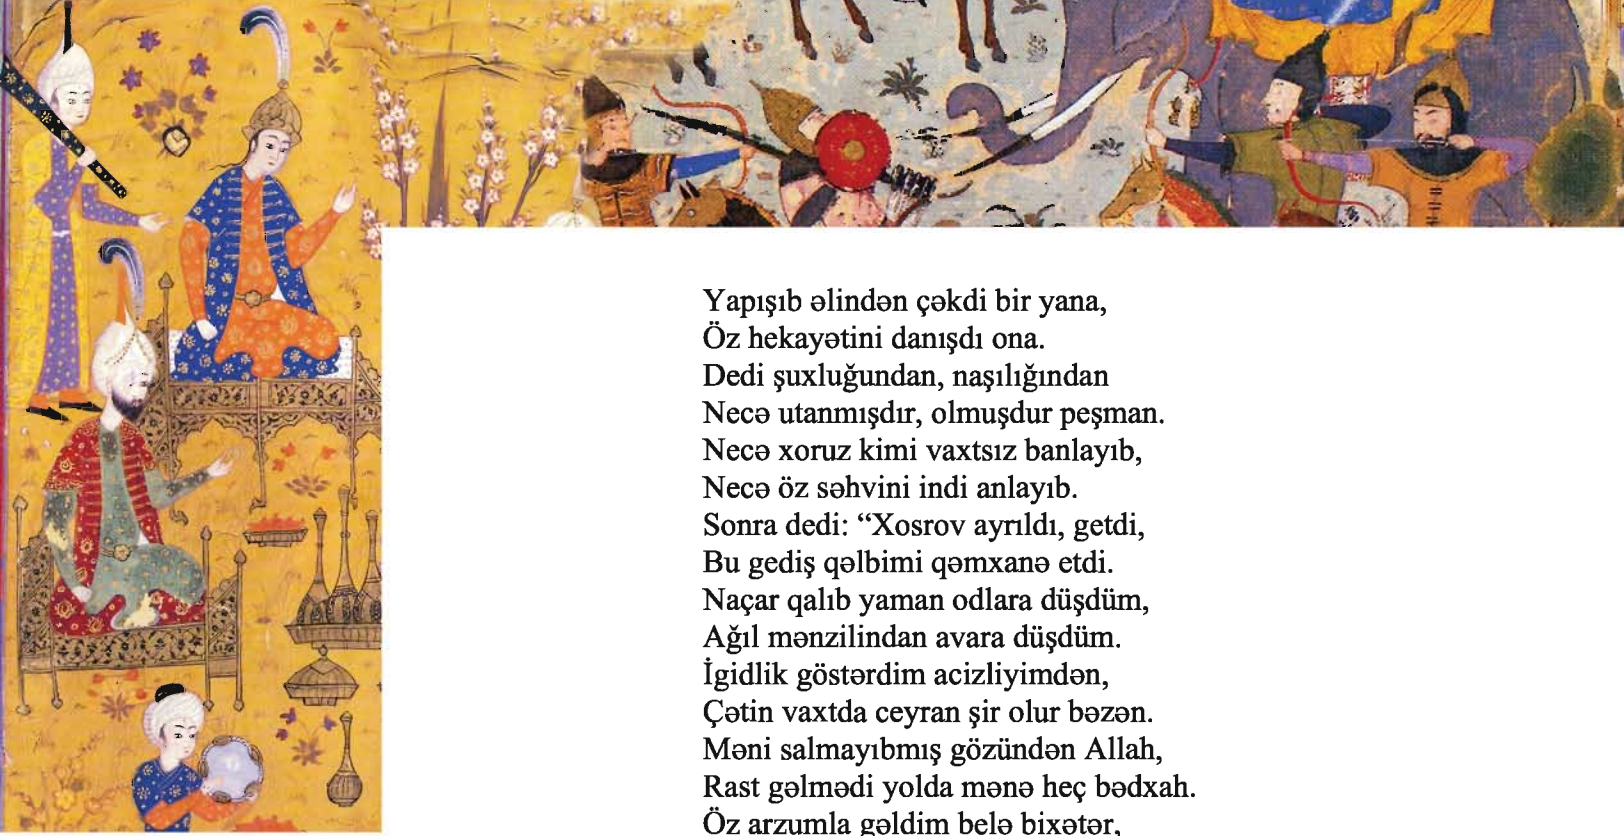 Yapışıb əlindən çəkdi bir yana,
Öz hekayətini danışdı ona.
Dedi şuxluğundan, naşılığından
Necə utanmışdır, olmuşdur peşman.
Necə xoruz kimi vaxtsız banlayıb,
Necə öz səhvini indi anlayıb.
Sonra dedi: “Xosrov ayrıldı, getdi,
Bu gediş qəlbimi qəmxanə etdi.
Naçar qalıb yaman odlara düşdüm,
Ağıl mənzilindan avara düşdüm.
İgidlik göstərdim acizliyimdən,
Çətin vaxtda ceyran şir olur bəzən.
Məni salmayıbmış gözündən Allah,
Rast gəlmədi yolda mənə heç bədxah.
Öz arzumla gəldim belə bixətər,